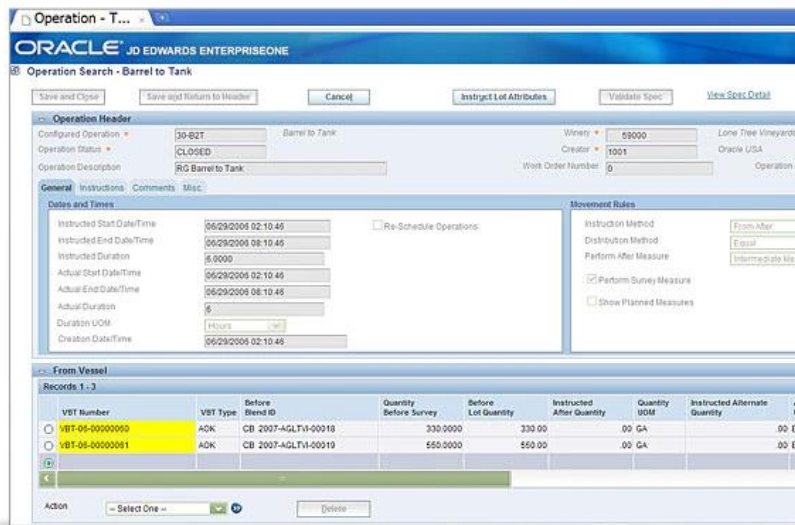 Operation - T...
ORACLE JD EDWARDS ENTERPRISEONE
Operation Search - Barrel to Tank
Save and Close Save and Return to Header Cancel Instruct Lot Attributes Validate Spec View Spec Detail
Operation Header
Configured Operation * 30-B2T Barrel to Tank Winery * 59000 Lone Tree Vineyards
Operation Status * CLOSED Creator * 1001 Oracle USA
Operation Description RG Barrel to Tank Work Order Number 0 Operation
General Instructions Comments Misc.
Dates and Times Movement Rules
Instructed Start Date/Time 06/29/2006 02:10:46 Re-Schedule Operations Instruction Method From After
Instructed End Date/Time 06/29/2006 08:10:46 Distribution Method Equal
Instructed Duration 6.0000 Perform After Measure Intermediate Me
Actual Start Date/Time 06/29/2006 02:10:46 Perform Survey Measure
Actual End Date/Time 06/29/2006 08:10:46
Actual Duration 6 Show Planned Measures
Duration UOM Hours
Creation Date/Time 06/29/2006 02:10:46
From Vessel
Records 1 - 3
VBT Number VBT Type Before Blend ID Quantity Before Survey Before Lot Quantity Instructed After Quantity Quantity UOM Instructed Alternate Quantity
VBT-06-00000060 AOK CB 2007-AGLTVI-00018 330.0000 330.00 .00 GA .00
VBT-06-00000061 AOK CB 2007-AGLTVI-00019 550.0000 550.00 .00 GA .00
Action -- Select One -- Delete